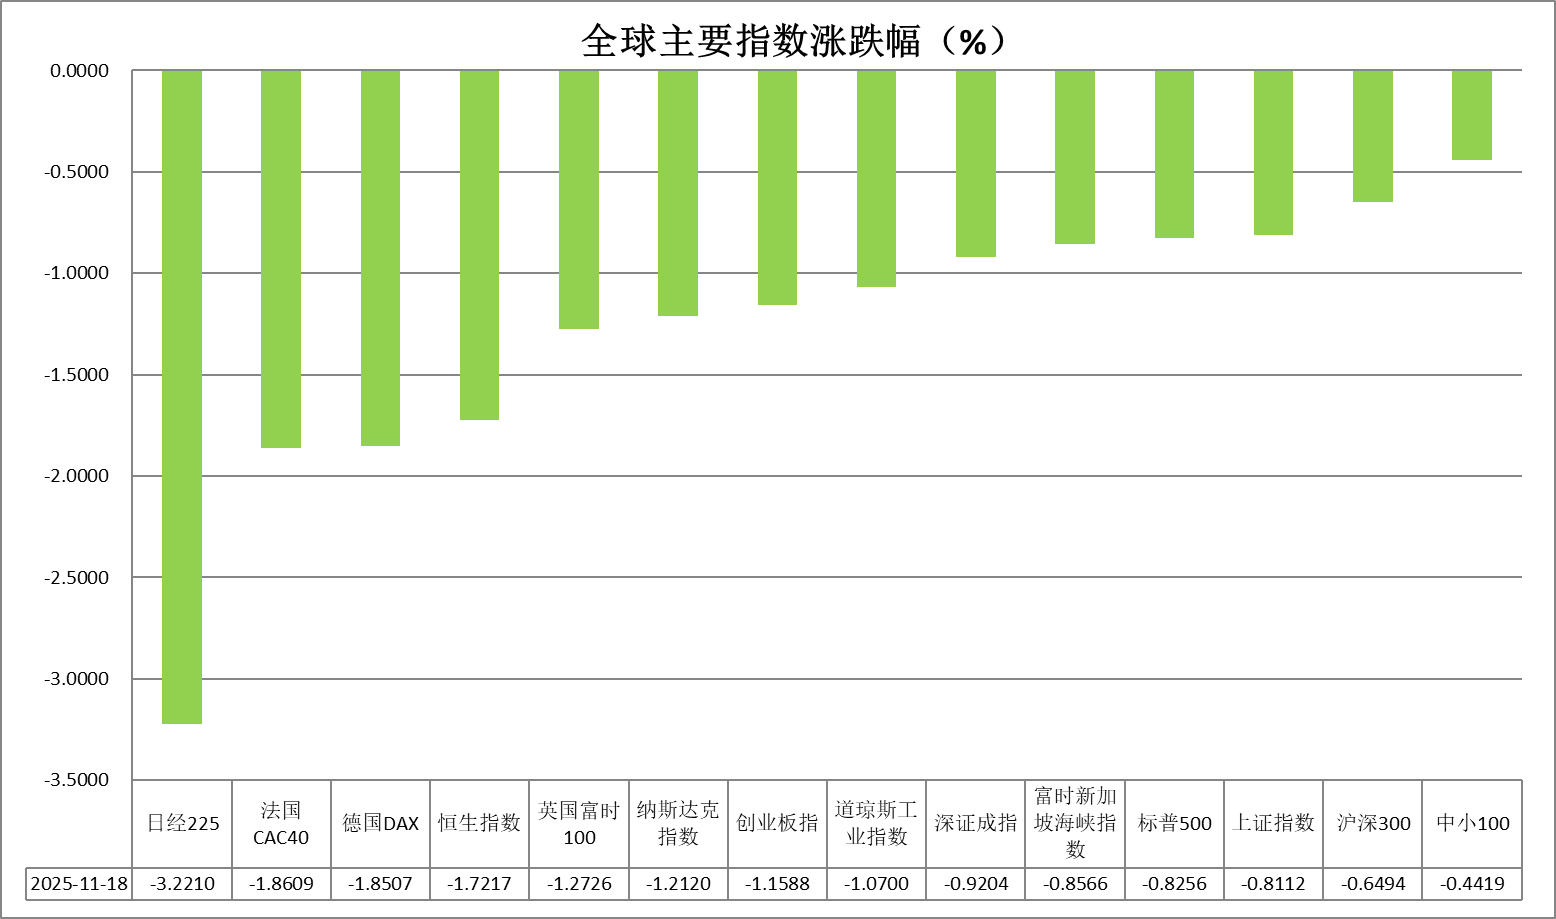 全球主要指数涨跌幅（%）
0.0000
-0.5000
-1.0000
-1.5000
-2.0000
-2.5000
-3.0000
-3.5000
日经225
法国
CAC40
德国DAX
恒生指数
英国富时
100
纳斯达克
指数
创业板指
道琼斯工
业指数
深证成指
富时新加
坡海峡指
数
标普500
上证指数
沪深300
中小100
2025-11-18 -3.2210 -1.8609 -1.8507 -1.7217 -1.2726 -1.2120 -1.1588 -1.0700 -0.9204 -0.8566 -0.8256 -0.8112 -0.6494 -0.4419